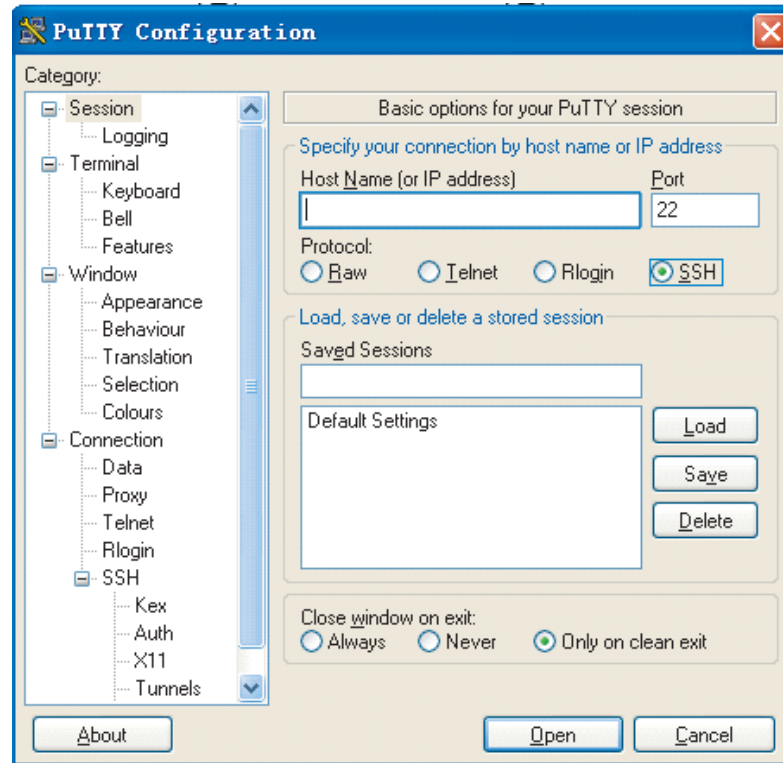 PuTTY Configuration
Category:
Session
Logging
Terminal
Keyboard
Bell
Features
Window
Appearance
Behaviour
Translation
Selection
Colours
Connection
Data
Proxy
Telnet
Rlogin
SSH
Kex
Auth
X11
Tunnels
Basic options for your PuTTY session
Specify your connection by host name or IP address
Host Name (or IP address) Port
22
Protocol:
Raw Telnet Rlogin SSH
Load, save or delete a stored session
Saved Sessions
Default Settings
Load
Save
Delete
Close window on exit:
Always Never Only on clean exit
About Open Cancel